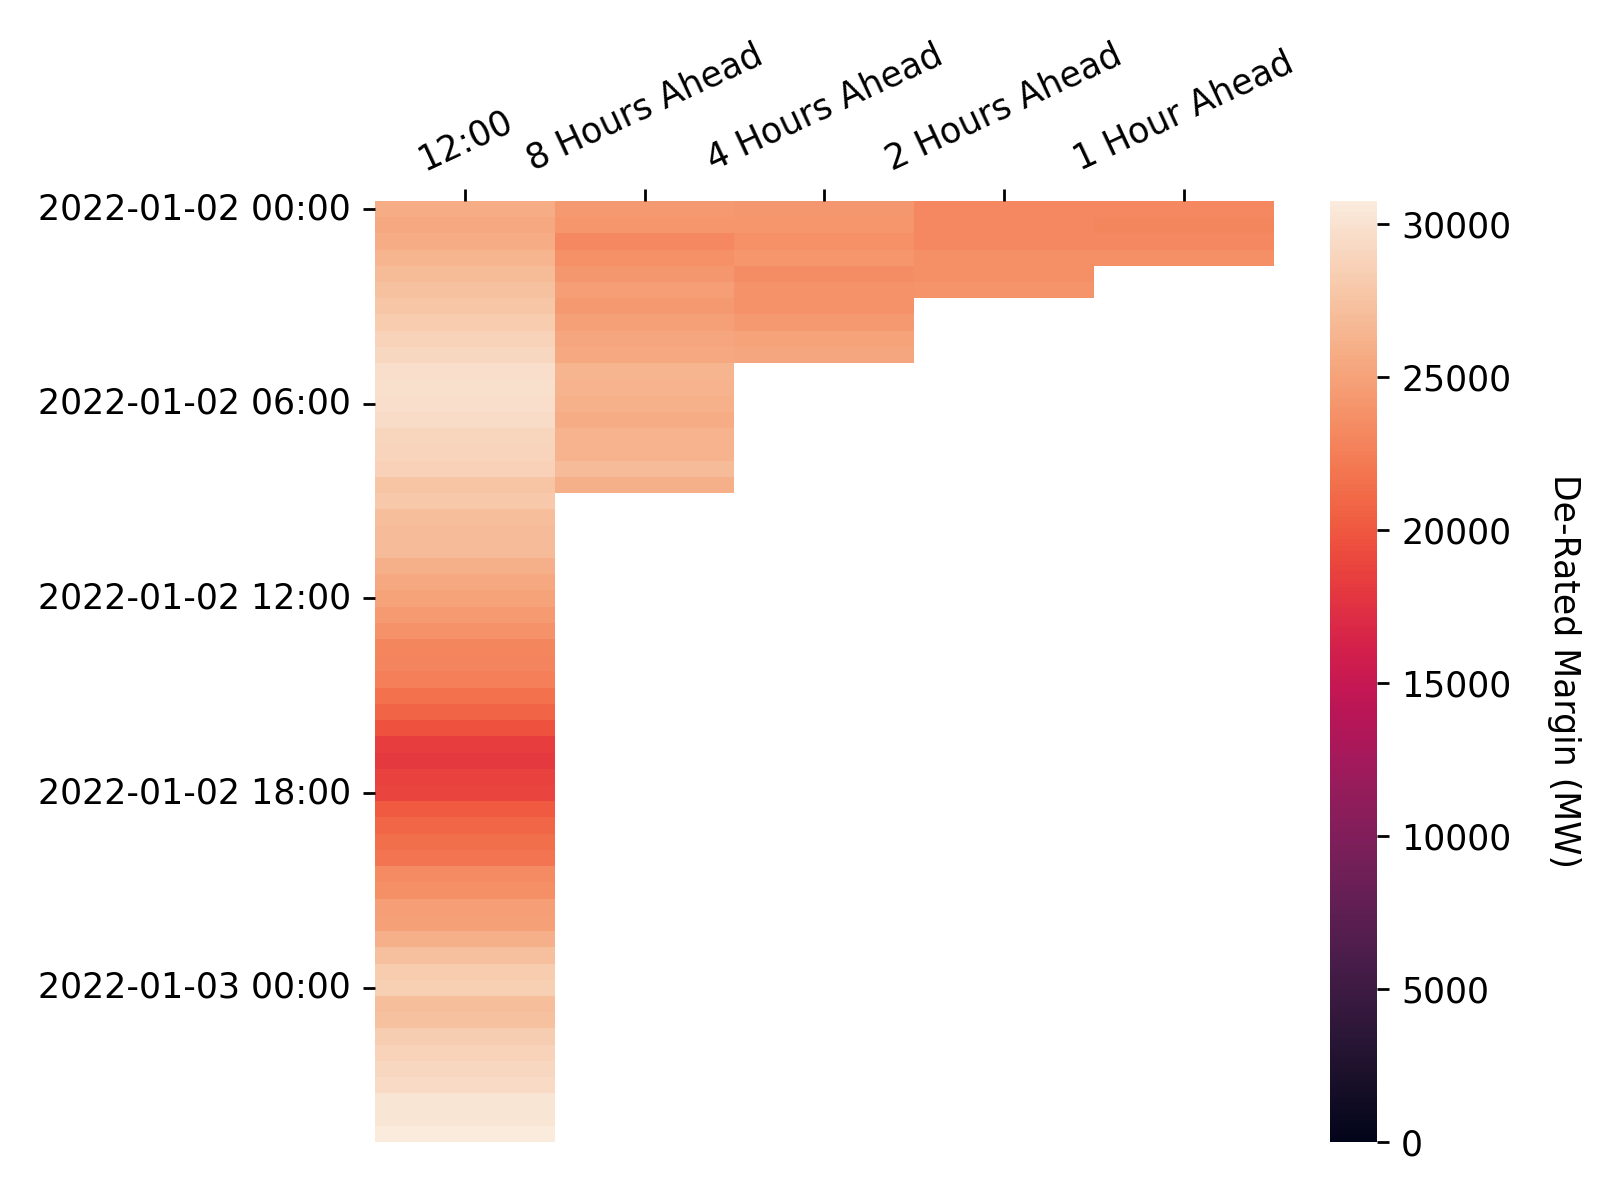 12:00
8 Hours Ahead
4 Hours Ahead
2 Hours Ahead
1 Hour Ahead
2022-01-02 00:00
2022-01-02 06:00
2022-01-02 12:00
2022-01-02 18:00
2022-01-03 00:00
30000
25000
20000
15000
10000
5000
0
De-Rated Margin (MW)